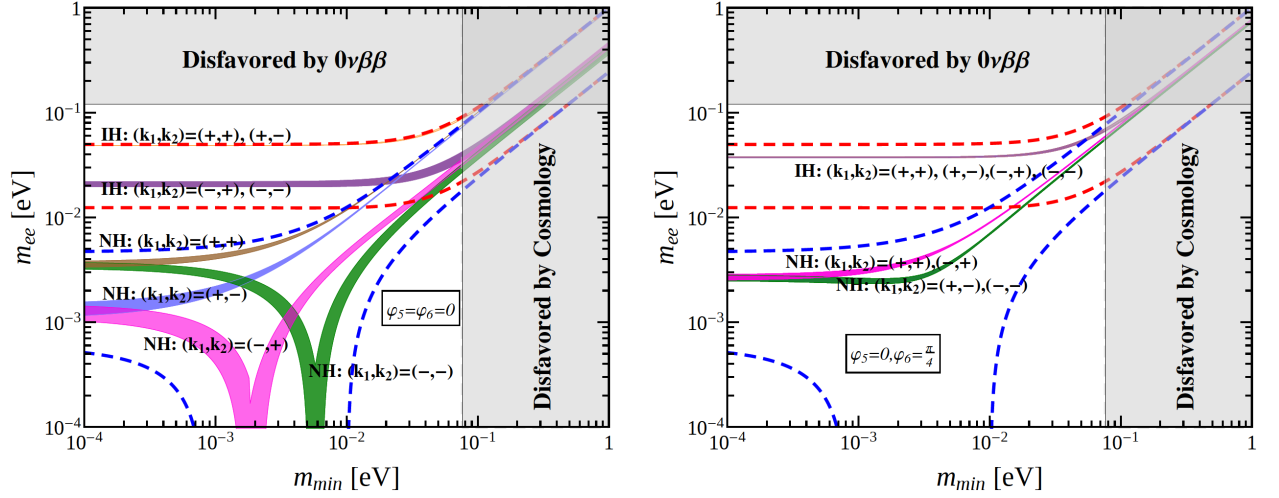 Disfavored by 0νββ
IH: (k₁,k₂)=(+,+), (+,−)
IH: (k₁,k₂)=(−,+), (−,−)
NH: (k₁,k₂)=(+,+)
NH: (k₁,k₂)=(+,−)
NH: (k₁,k₂)=(−,+)
NH: (k₁,k₂)=(−,−)
φ₅=φ₆=0
Disfavored by Cosmology
1
10⁻¹
10⁻²
10⁻³
10⁻⁴
mₑₑ [eV]
10⁻⁴ 10⁻³ 10⁻² 10⁻¹ 1
m_min [eV]
Disfavored by 0νββ
IH: (k₁,k₂)=(+,+), (+,−),(−,+), (−,−)
NH: (k₁,k₂)=(+,+),(−,+)
NH: (k₁,k₂)=(+,−),(−,−)
φ₅=0,φ₆=π/4
Disfavored by Cosmology
1
10⁻¹
10⁻²
10⁻³
10⁻⁴
mₑₑ [eV]
10⁻⁴ 10⁻³ 10⁻² 10⁻¹ 1
m_min [eV]